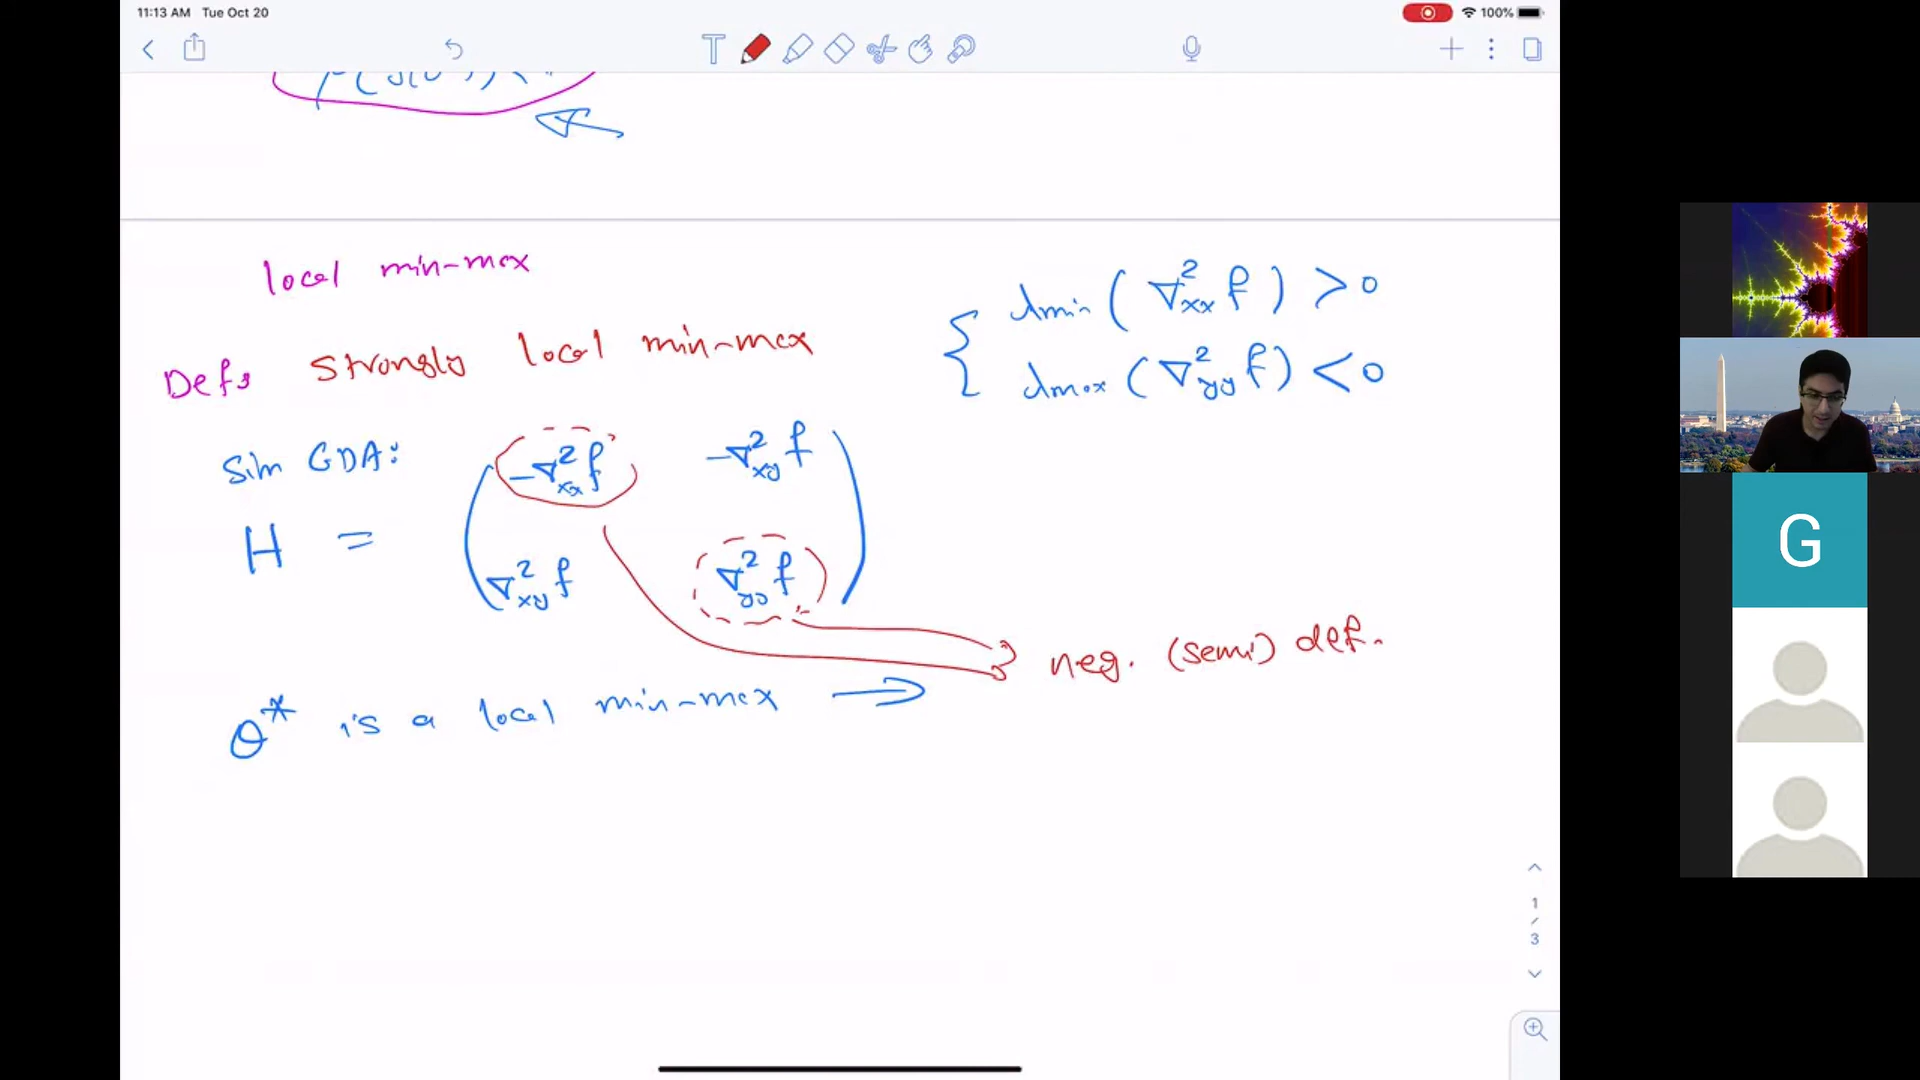 11:13 AM Tue Oct 20
100%
local min-max
Def: Strongly local min-max
λmin (∇²xx f) > 0
λmax (∇²yy f) < 0
Sim GDA:
H = ( -∇²xx f  -∇²xy f
∇²xy f  ∇²yy f )
neg. (semi) def.
θ* is a local min-max →
1
/
3
G